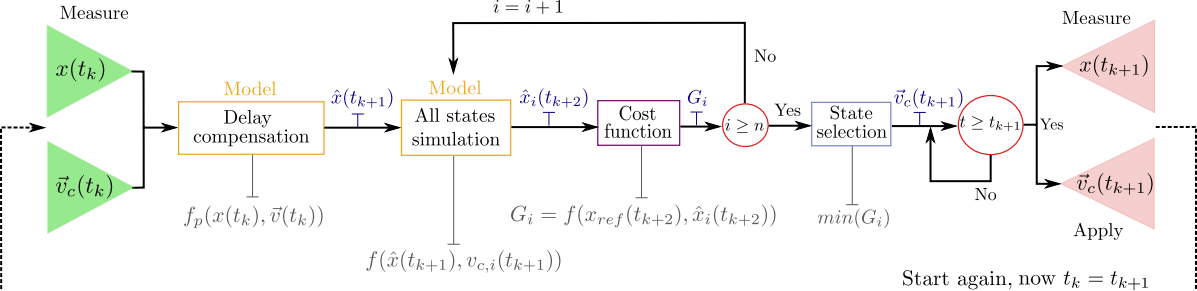 Measure
x(t_k)
v⃗_c(t_k)
Model
Delay
compensation
f_p(x(t_k), v⃗(t_k))
x̂(t_{k+1})
i = i + 1
Model
All states
simulation
f(x̂(t_{k+1}), v_{c,i}(t_{k+1}))
x̂_i(t_{k+2})
Cost
function
G_i = f(x_{ref}(t_{k+2}), x̂_i(t_{k+2}))
G_i
i ≥ n
No
Yes
State
selection
min(G_i)
v⃗_c(t_{k+1})
t ≥ t_{k+1}
No
Yes
Measure
x(t_{k+1})
v⃗_c(t_{k+1})
Apply
Start again, now t_k = t_{k+1}